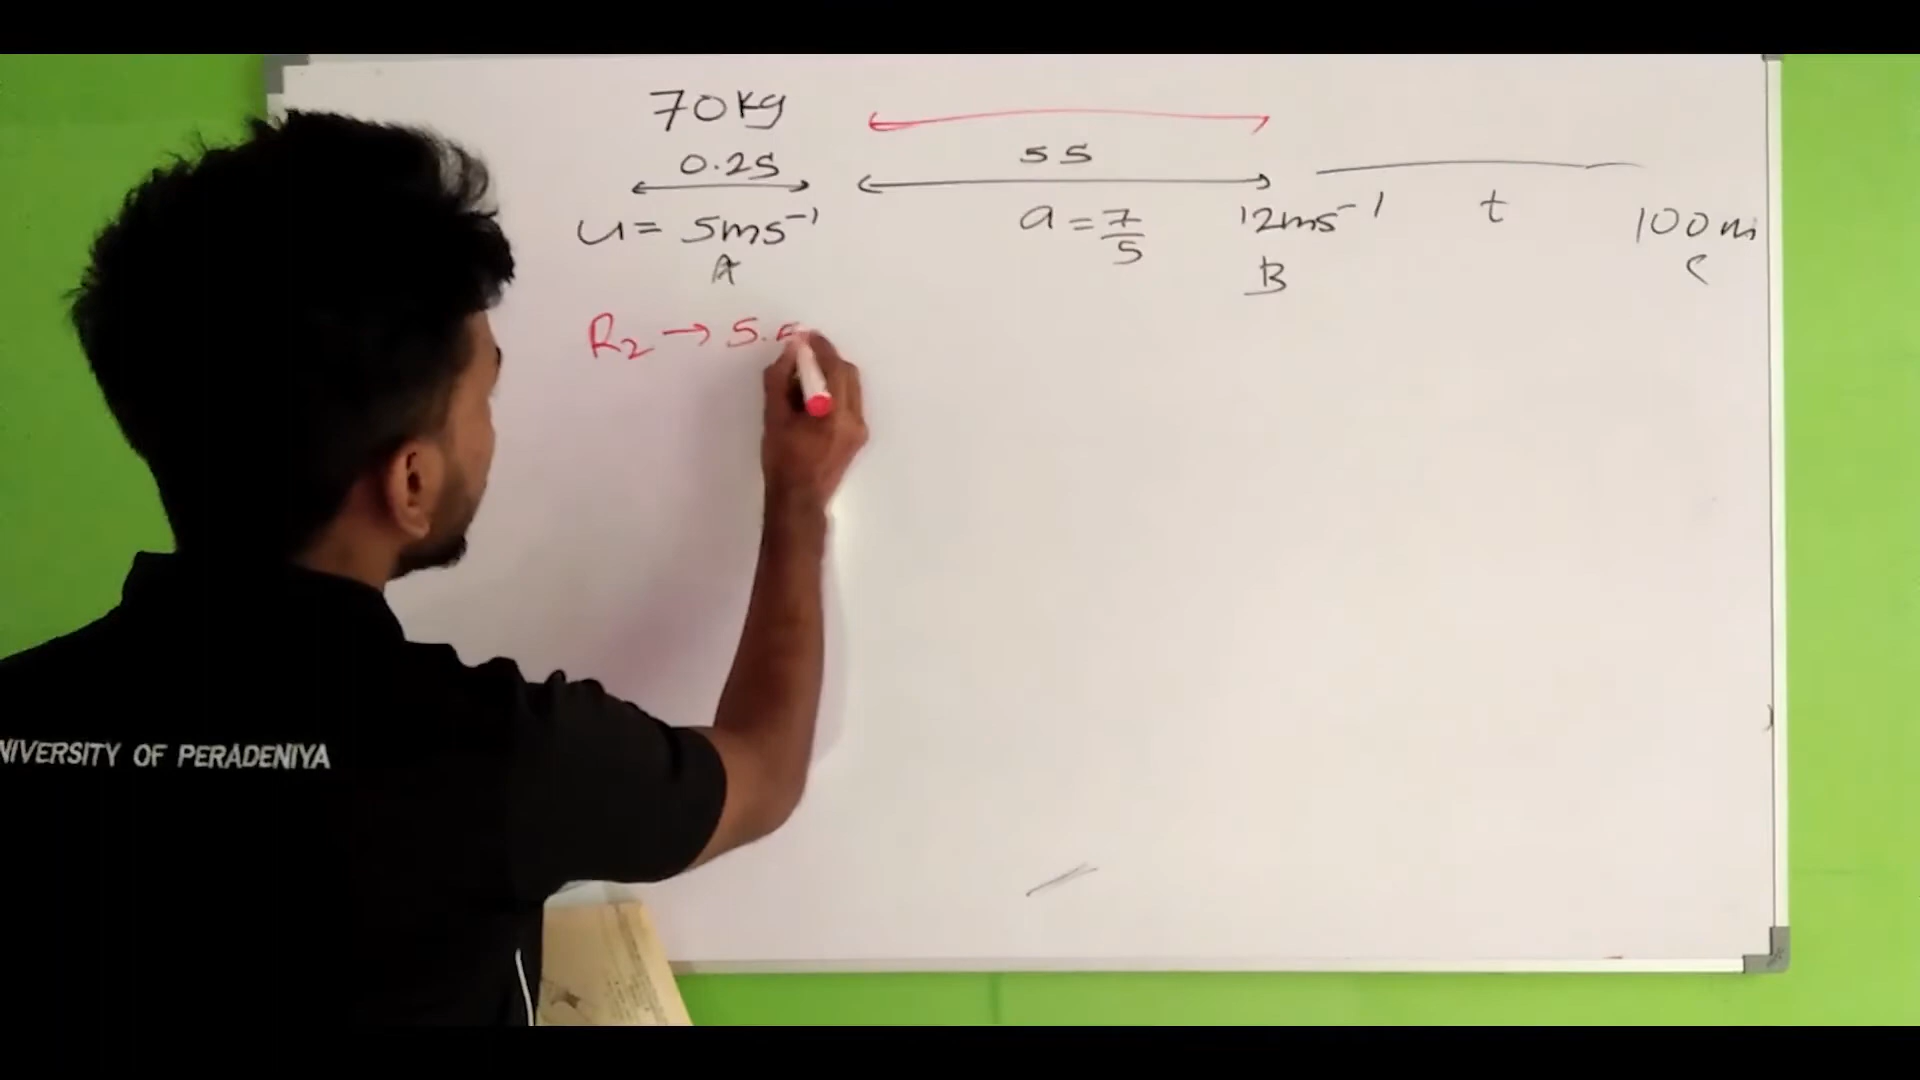 70kg
0.2s
5s
u = 5ms⁻¹
a = 7/5
12ms⁻¹
t
100m
A
B
C
R₂ → 5.
NIVERSITY OF PERADENIYA